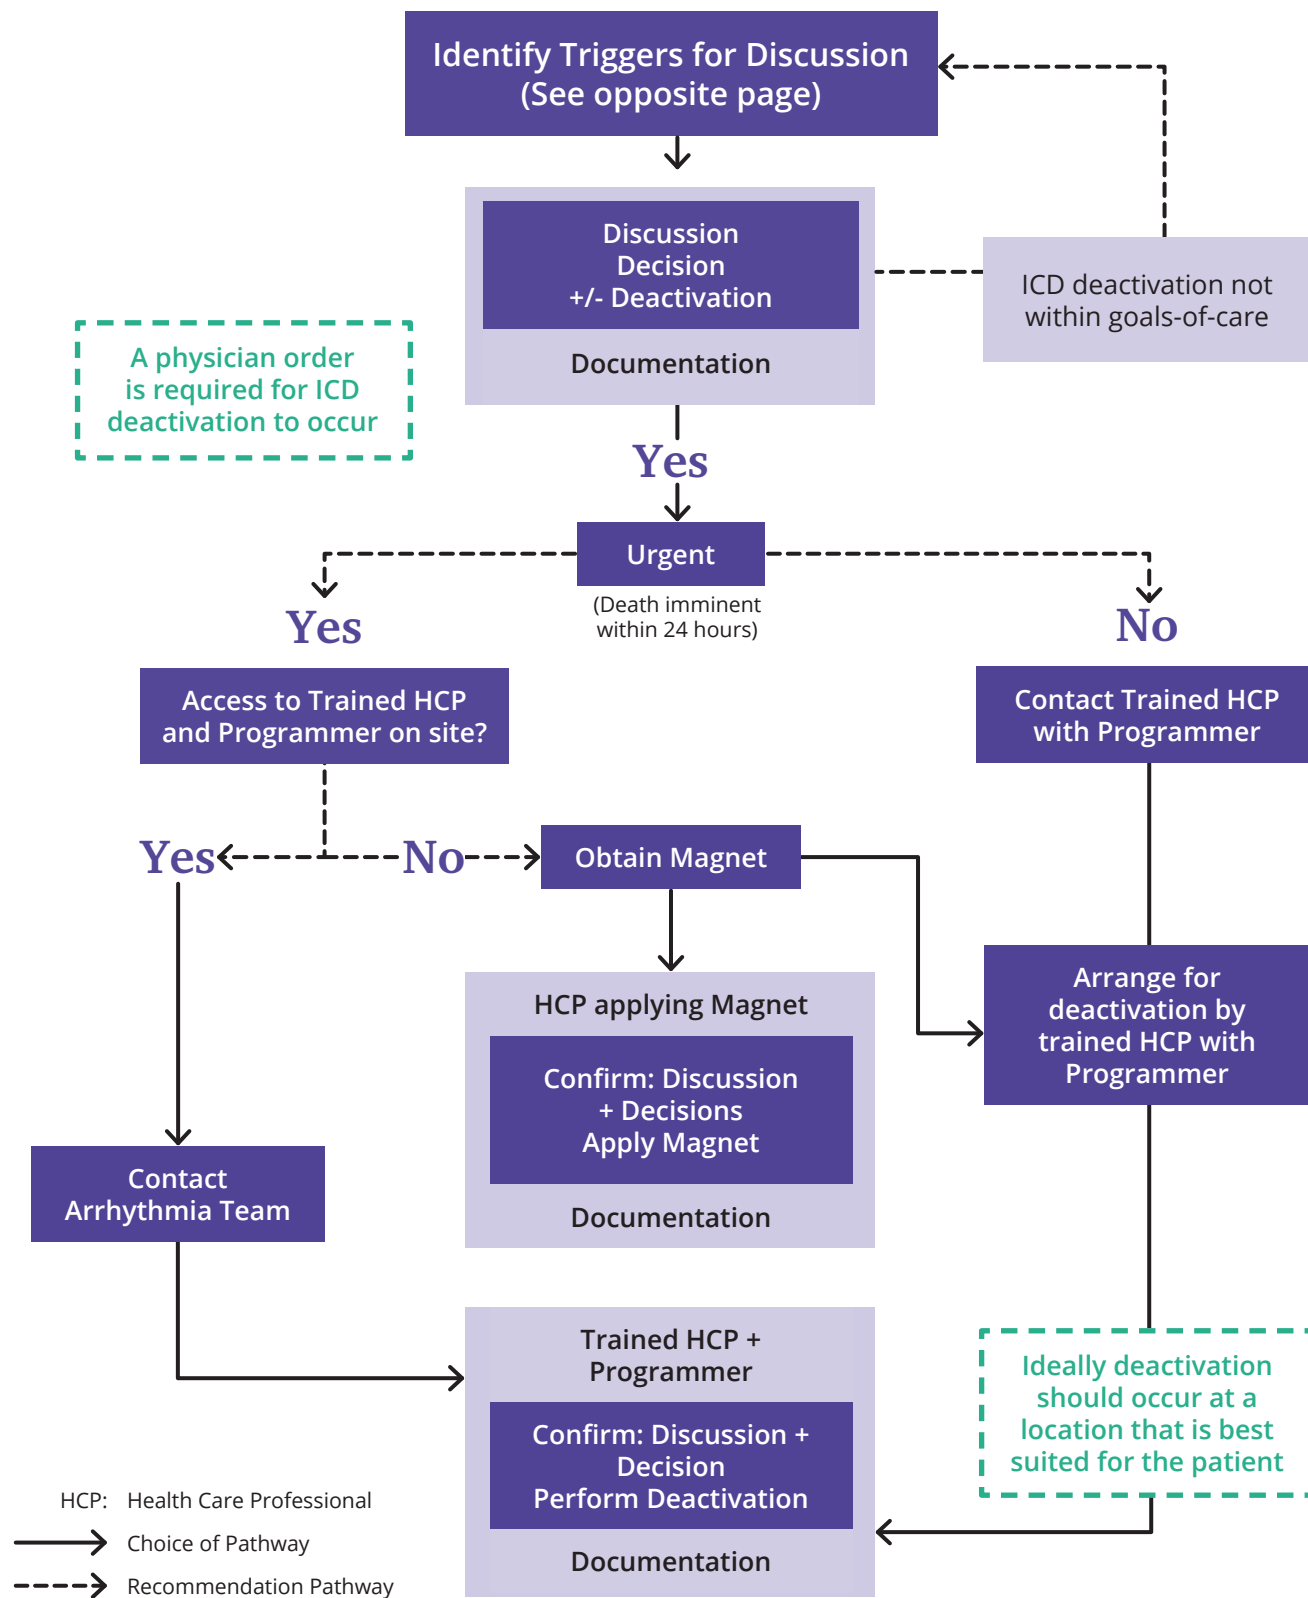 Identify Triggers for Discussion
(See opposite page)
Discussion
Decision
+/- Deactivation
Documentation
ICD deactivation not
within goals-of-care
A physician order
is required for ICD
deactivation to occur
Yes
Urgent
(Death imminent
within 24 hours)
Yes
No
Access to Trained HCP
and Programmer on site?
Contact Trained HCP
with Programmer
Yes
No
Obtain Magnet
HCP applying Magnet
Confirm: Discussion
+ Decisions
Apply Magnet
Documentation
Arrange for
deactivation by
trained HCP with
Programmer
Contact
Arrhythmia Team
Trained HCP +
Programmer
Confirm: Discussion +
Decision
Perform Deactivation
Documentation
Ideally deactivation
should occur at a
location that is best
suited for the patient
HCP: Health Care Professional
Choice of Pathway
Recommendation Pathway